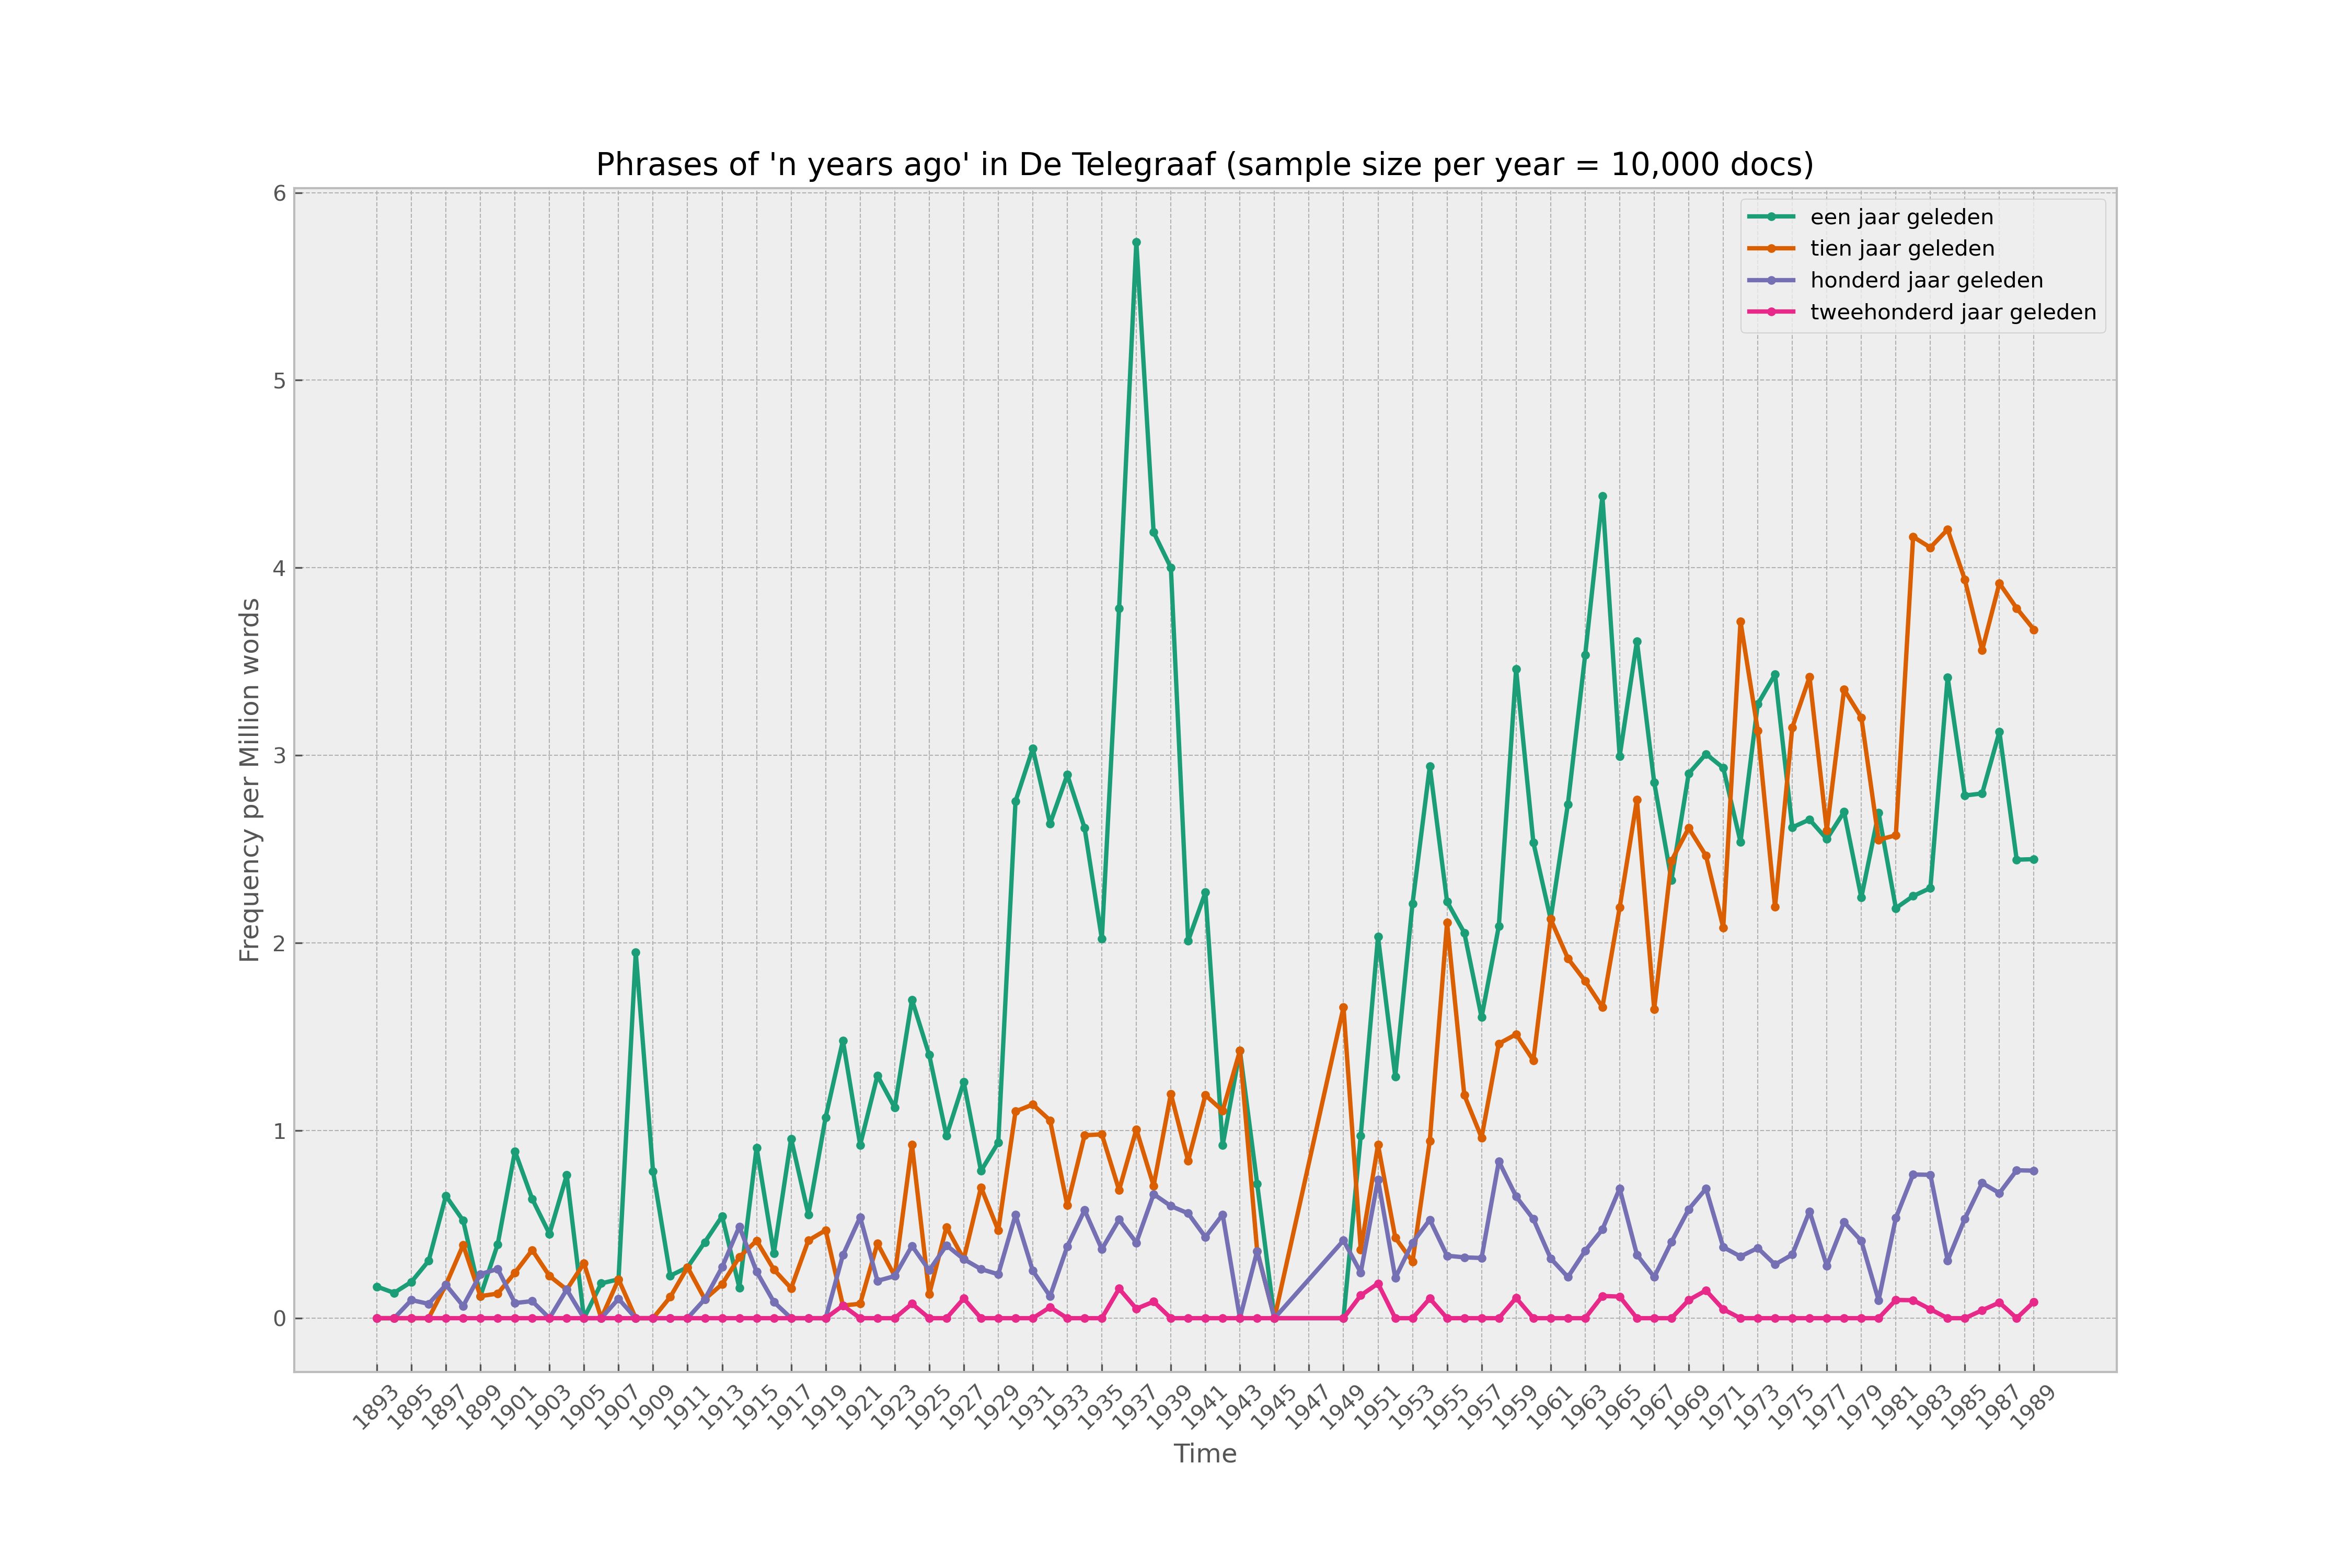 Phrases of 'n years ago' in De Telegraaf (sample size per year = 10,000 docs)
een jaar geleden
tien jaar geleden
honderd jaar geleden
tweehonderd jaar geleden
6
5
4
3
2
1
0
Frequency per Million words
1893 1895 1897 1899 1901 1903 1905 1907 1909 1911 1913 1915 1917 1919 1921 1923 1925 1927 1929 1931 1933 1935 1937 1939 1941 1943 1945 1947 1949 1951 1953 1955 1957 1959 1961 1963 1965 1967 1969 1971 1973 1975 1977 1979 1981 1983 1985 1987 1989
Time